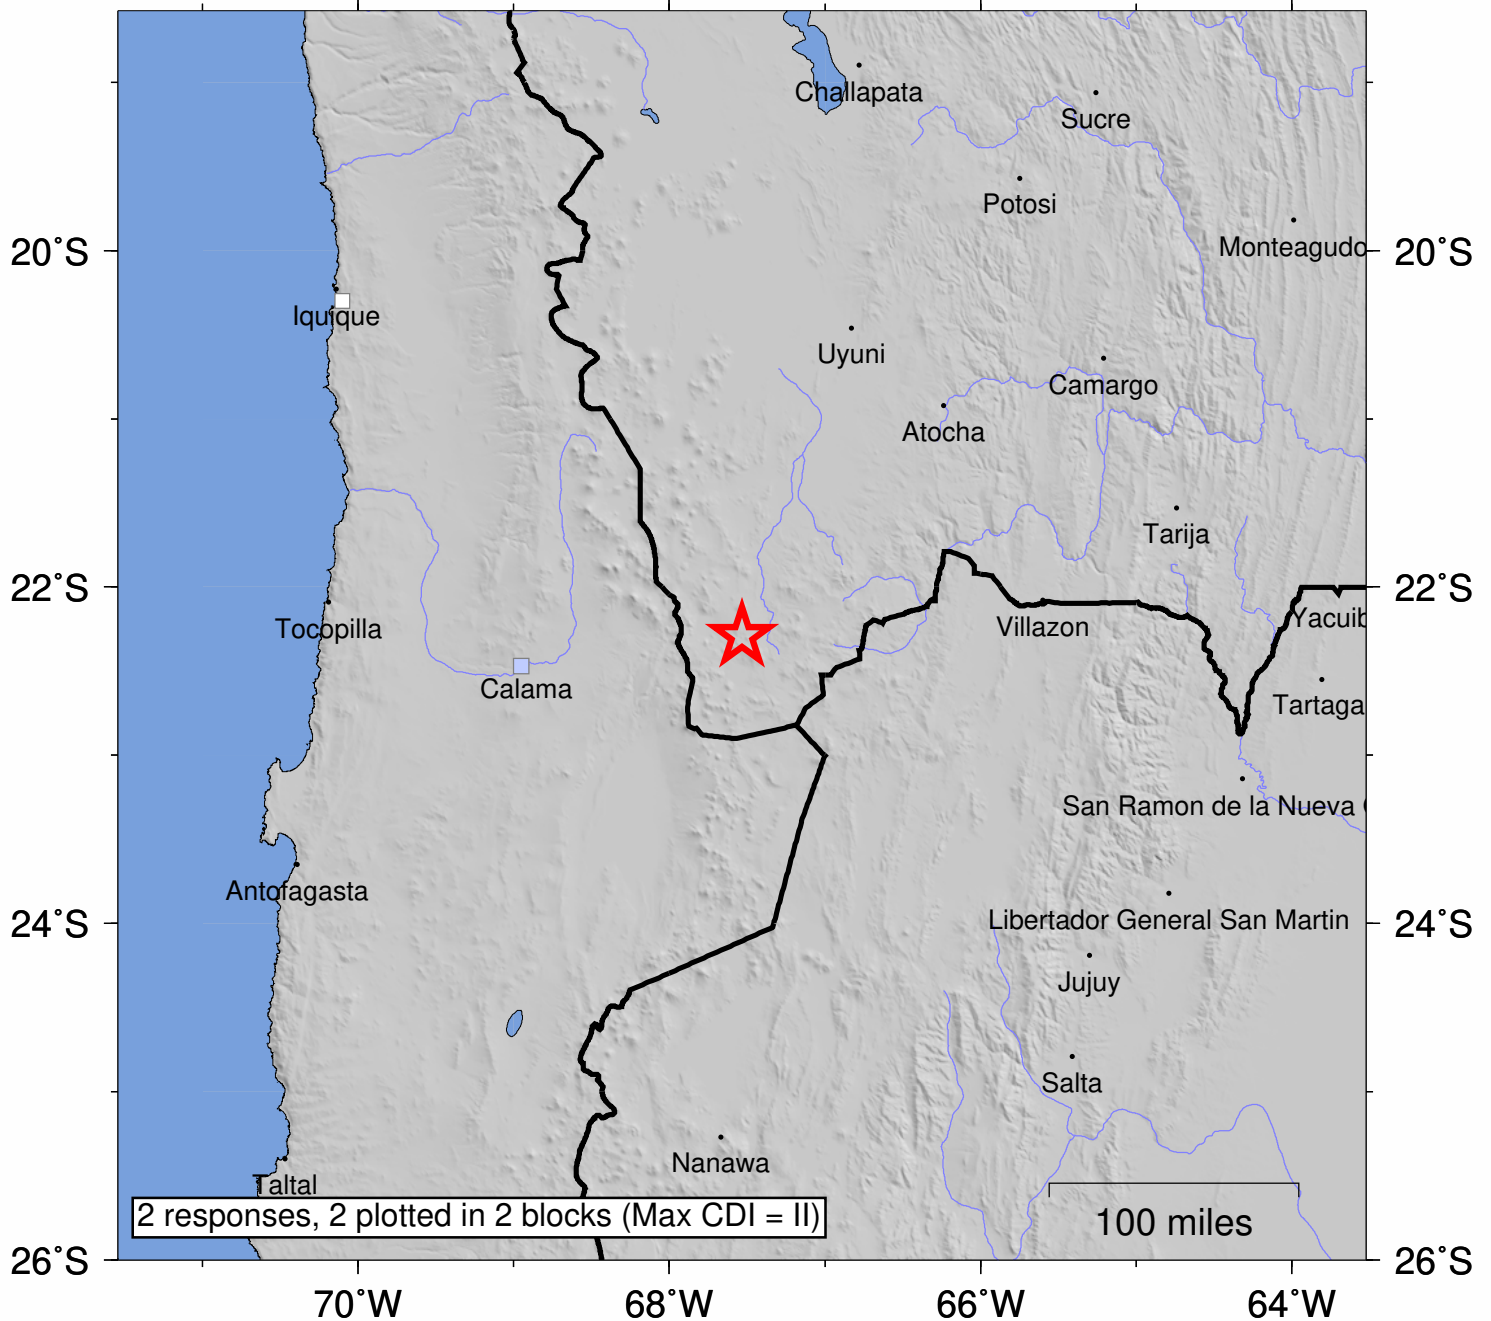 Challapata
Sucre
Potosi
Monteagudo
20°S
20°S
Iquique
Uyuni
Camargo
Atocha
Tarija
22°S
22°S
Tocopilla
Villazon
Yacuib
Calama
Tartaga
San Ramon de la Nueva
Antofagasta
24°S
Libertador General San Martin
24°S
Jujuy
Salta
Nanawa
Taltal
2 responses, 2 plotted in 2 blocks (Max CDI = II)
100 miles
26°S
26°S
70°W
68°W
66°W
64°W